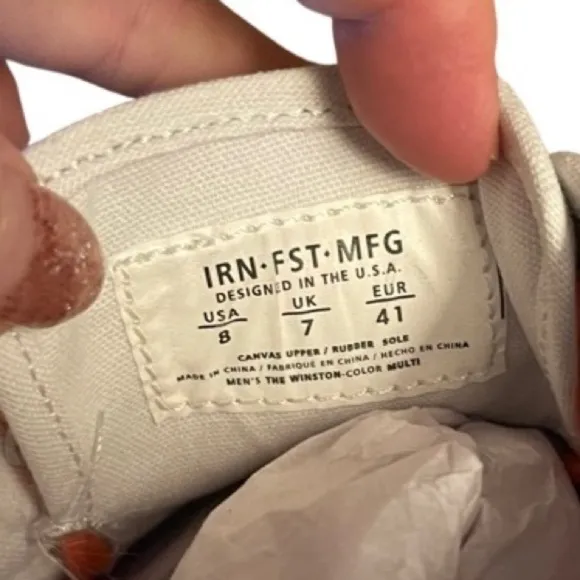 IRN·FST·MFG
DESIGNED IN THE U.S.A.
USA UK EUR
8 7 41
CANVAS UPPER / RUBBER SOLE
MADE IN CHINA / FABRIQUE EN CHINA / HECHO EN CHINA
MEN'S THE WINSTON-COLOR MULTI